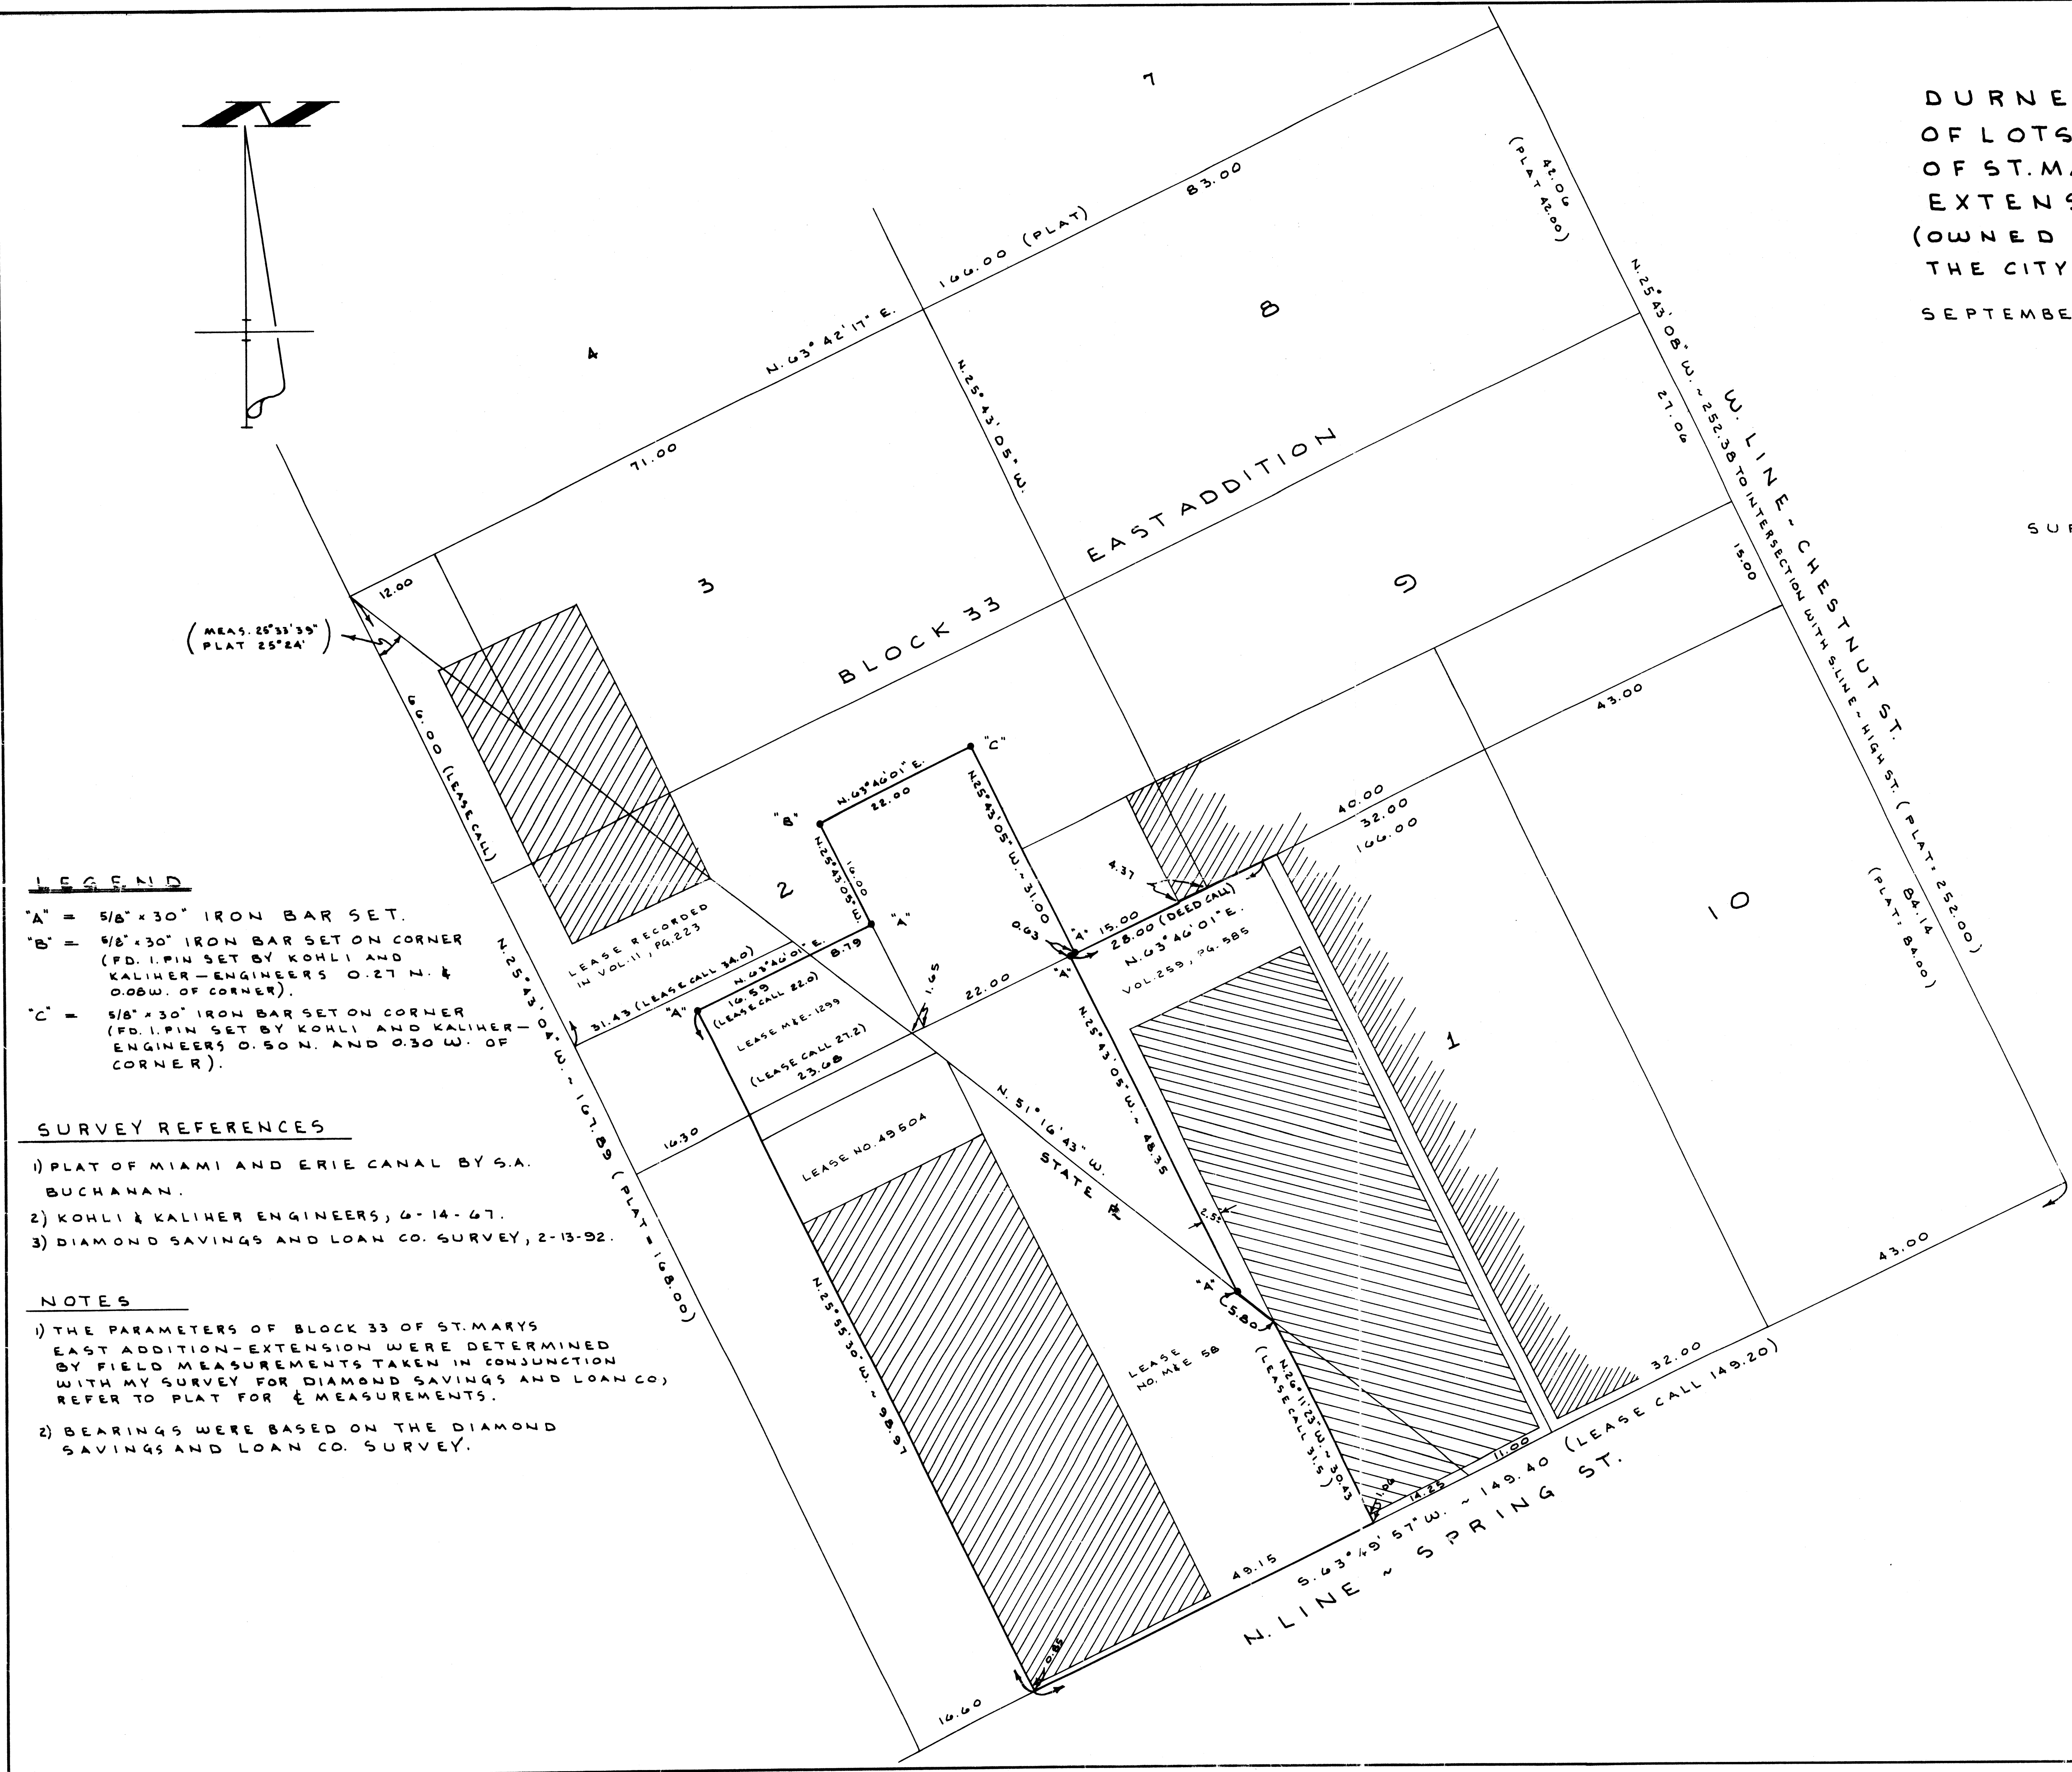 N
DURNE
OF LOTS
OF ST. MA
EXTENS
(OWNED
THE CITY
SEPTEMBE
SUR
7
4
8
3
9
2
10
1
(PLAT 42.00)
42.06
83.00
166.00 (PLAT)
N. 63° 42' 17" E.
71.00
12.00
N. 25° 43' 05" W.
N. 25° 43' 08" W. ~ 252.38 TO INTERSECTION WITH S. LINE ~ HIGH ST. (PLAT: 252.00)
W. LINE ~ CHESTNUT ST.
27.06
15.00
EAST ADDITION
BLOCK 33
(MEAS. 25° 33' 39"
PLAT 25° 24')
66.00 (LEASE CALL)
"C"
N. 63° 46' 01" E.
22.00
"B"
N. 25° 43' 05" W.
16.00
"A"
N. 25° 43' 05" W. ~ 31.00
43.00
40.00
32.00
166.00
4.37
0.63
"A" 15.00
28.00 (DEED CALL)
N. 63° 46' 01" E.
VOL. 259, PG. 585
"A"
84.14
(PLAT: 84.00)
LEASE RECORDED
IN VOL. 11, PG. 223
31.43 (LEASE CALL 34.0)
N. 63° 46' 01" E.
8.79
"A"
16.59
(LEASE CALL 22.0)
LEASE M&E-1299
(LEASE CALL 27.2)
23.68
1.65
22.00
16.30
N. 25° 43' 04" W. ~ 167.89 (PLAT = 168.00)
LEASE NO. 4950A
N. 51° 16' 43" W.
STATE
N. 25° 43' 05" W. ~ 48.35
2.52
"A"
(5.80)
N. 25° 55' 30" W. ~ 98.97
LEASE
NO. M&E 58
N. 26° 11' 23" W. ~ 30.43
(LEASE CALL 31.5)
1.06
14.25
11.00
32.00
43.00
49.15
S. 63° 49' 57" W. ~ 149.40 (LEASE CALL 149.20)
N. LINE ~ SPRING ST.
0.85
16.60
LEGEND
"A" = 5/8" x 30" IRON BAR SET.
"B" = 5/8" x 30" IRON BAR SET ON CORNER
(FD. I. PIN SET BY KOHLI AND
KALIHER-ENGINEERS 0.27 N. &
0.08 W. OF CORNER).
"C" = 5/8" x 30" IRON BAR SET ON CORNER
(FD. I. PIN SET BY KOHLI AND KALIHER-
ENGINEERS 0.50 N. AND 0.30 W. OF
CORNER).
SURVEY REFERENCES
1) PLAT OF MIAMI AND ERIE CANAL BY S.A.
BUCHANAN.
2) KOHLI & KALIHER ENGINEERS, 6-14-67.
3) DIAMOND SAVINGS AND LOAN CO. SURVEY, 2-13-92.
NOTES
1) THE PARAMETERS OF BLOCK 33 OF ST. MARYS
EAST ADDITION-EXTENSION WERE DETERMINED
BY FIELD MEASUREMENTS TAKEN IN CONJUNCTION
WITH MY SURVEY FOR DIAMOND SAVINGS AND LOAN CO;
REFER TO PLAT FOR ℄ MEASUREMENTS.
2) BEARINGS WERE BASED ON THE DIAMOND
SAVINGS AND LOAN CO. SURVEY.